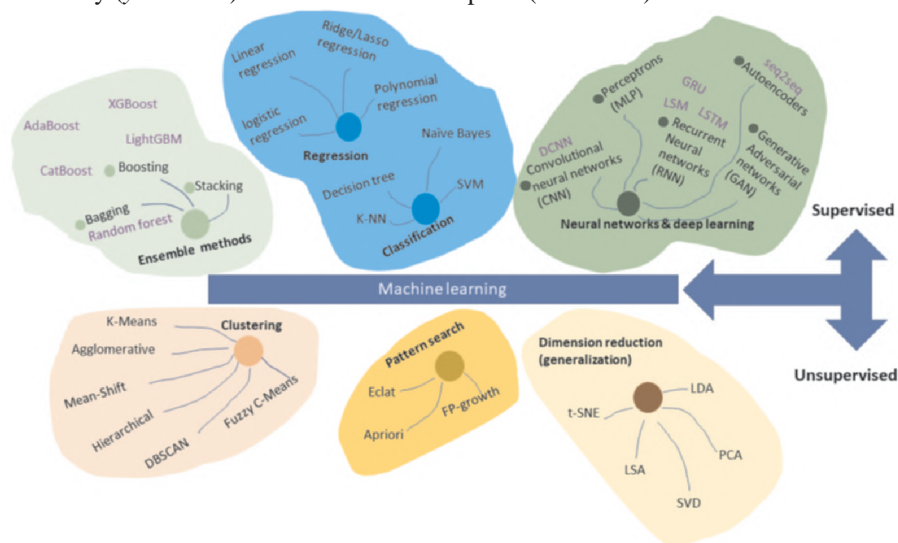 XGBoost
AdaBoost
LightGBM
CatBoost
Boosting
Stacking
Bagging
Random forest
Ensemble methods
Linear
regression
Ridge/Lasso
regression
Polynomial
regression
logistic
regression
Regression
Naïve Bayes
Decision tree
SVM
K-NN
Classification
Perceptrons
(MLP)
DCNN
Convolutional
neural networks
(CNN)
GRU
LSM
LSTM
Recurrent
Neural
networks
(RNN)
seq2seq
Autoencoders
Generative
Adversarial
networks
(GAN)
Neural networks & deep learning
Supervised
Machine learning
Unsupervised
K-Means
Clustering
Agglomerative
Mean-Shift
Hierarchical
DBSCAN
Fuzzy C-Means
Pattern search
Eclat
FP-growth
Apriori
Dimension reduction
(generalization)
LDA
t-SNE
PCA
LSA
SVD